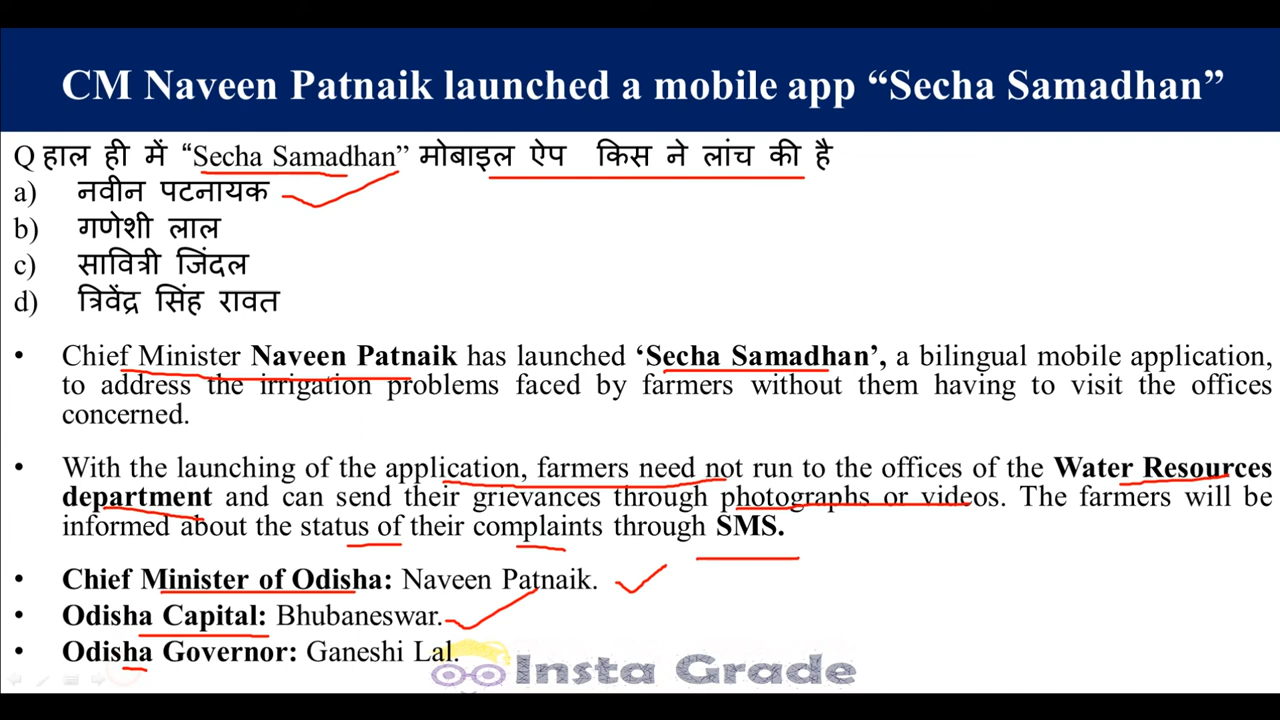 CM Naveen Patnaik launched a mobile app “Secha Samadhan”
Q हाल ही में “Secha Samadhan” मोबाइल ऐप किस ने लांच की है
a) नवीन पटनायक
b) गणेशी लाल
c) सावित्री जिंदल
d) त्रिवेंद्र सिंह रावत
• Chief Minister Naveen Patnaik has launched ‘Secha Samadhan’, a bilingual mobile application,
to address the irrigation problems faced by farmers without them having to visit the offices
concerned.
• With the launching of the application, farmers need not run to the offices of the Water Resources
department and can send their grievances through photographs or videos. The farmers will be
informed about the status of their complaints through SMS.
• Chief Minister of Odisha: Naveen Patnaik.
• Odisha Capital: Bhubaneswar.
• Odisha Governor: Ganeshi Lal.
Insta Grade